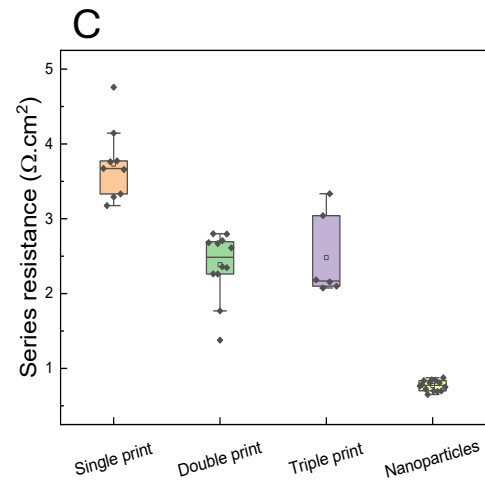 C
Series resistance (Ω.cm²)
5
4
3
2
1
Single print
Double print
Triple print
Nanoparticles